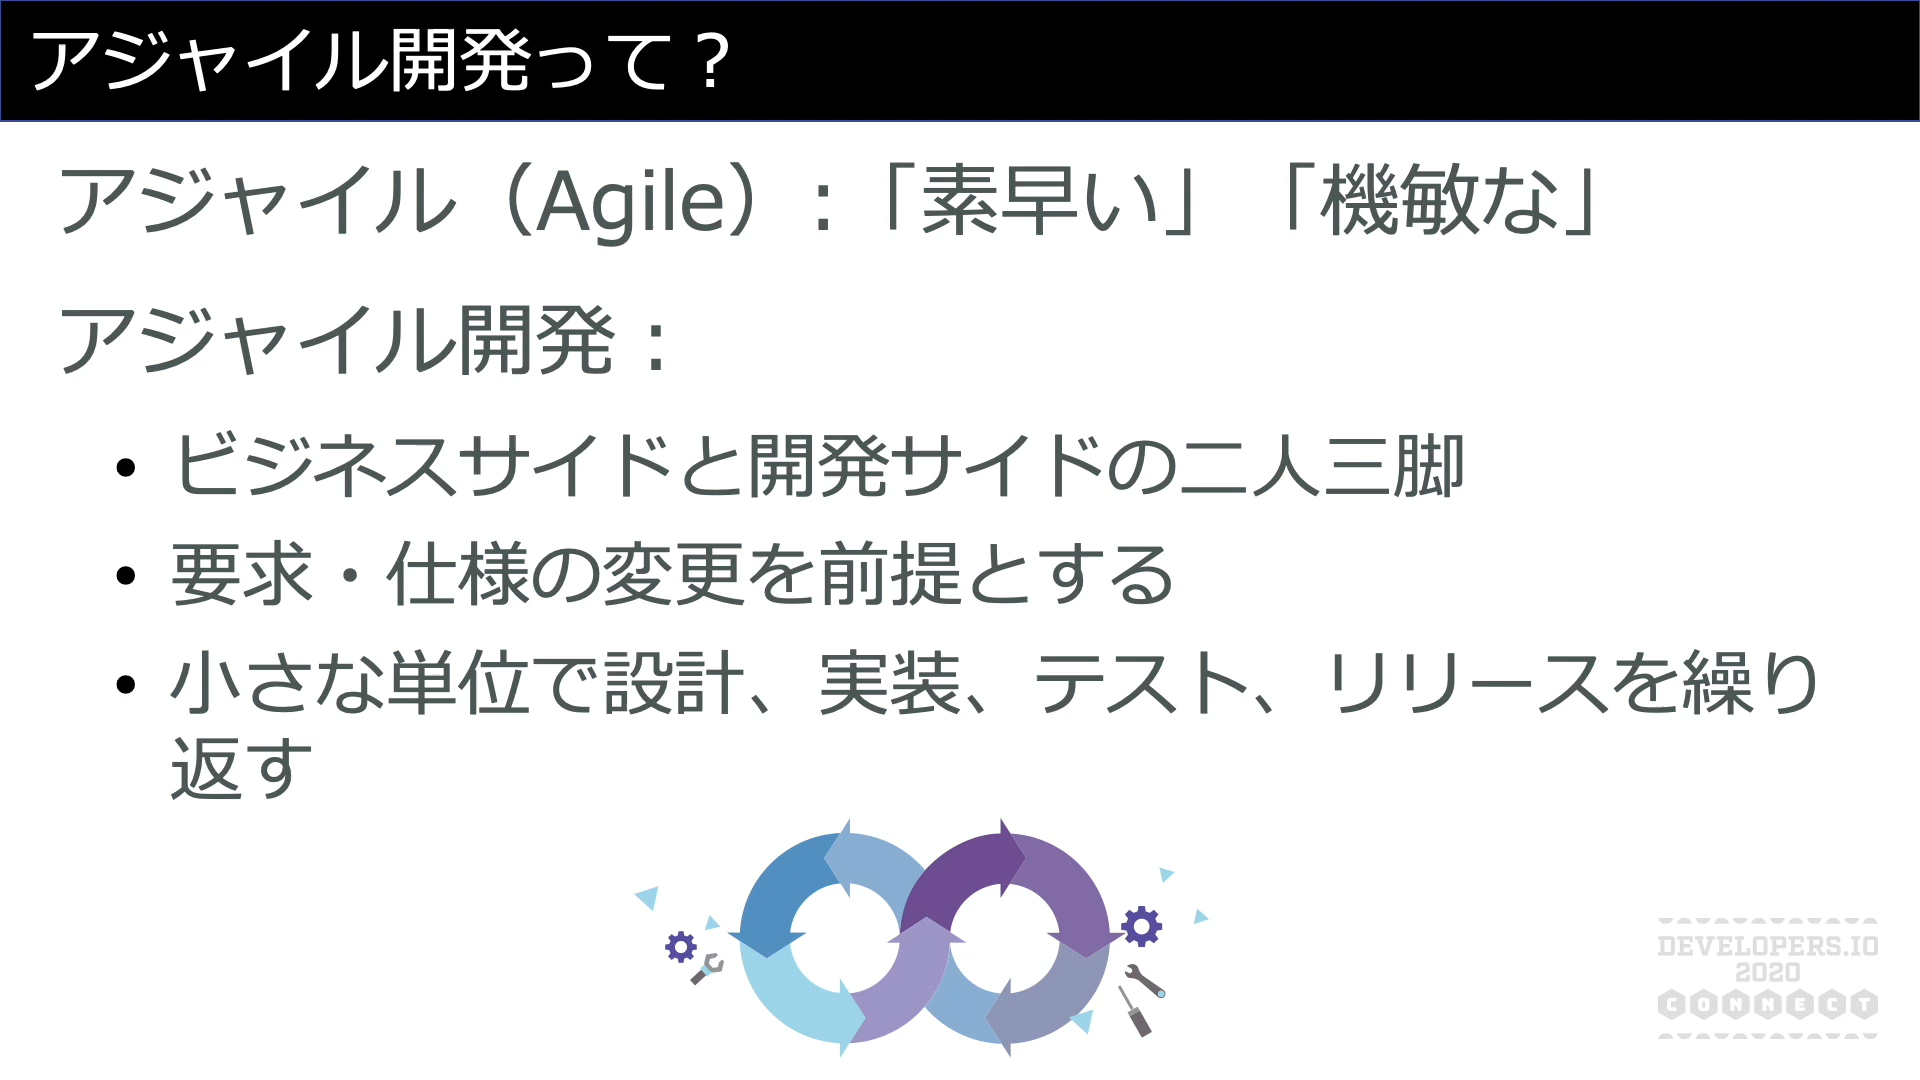 アジャイル開発って？
アジャイル（Agile）:「素早い」「機敏な」
アジャイル開発：
• ビジネスサイドと開発サイドの二人三脚
• 要求・仕様の変更を前提とする
• 小さな単位で設計、実装、テスト、リリースを繰り
返す
DEVELOPERS.IO
2020
CONNECT